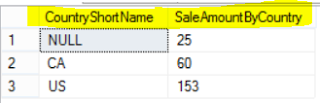 CountryShortName SaleAmountByCountry
1 NULL 25
2 CA 60
3 US 153